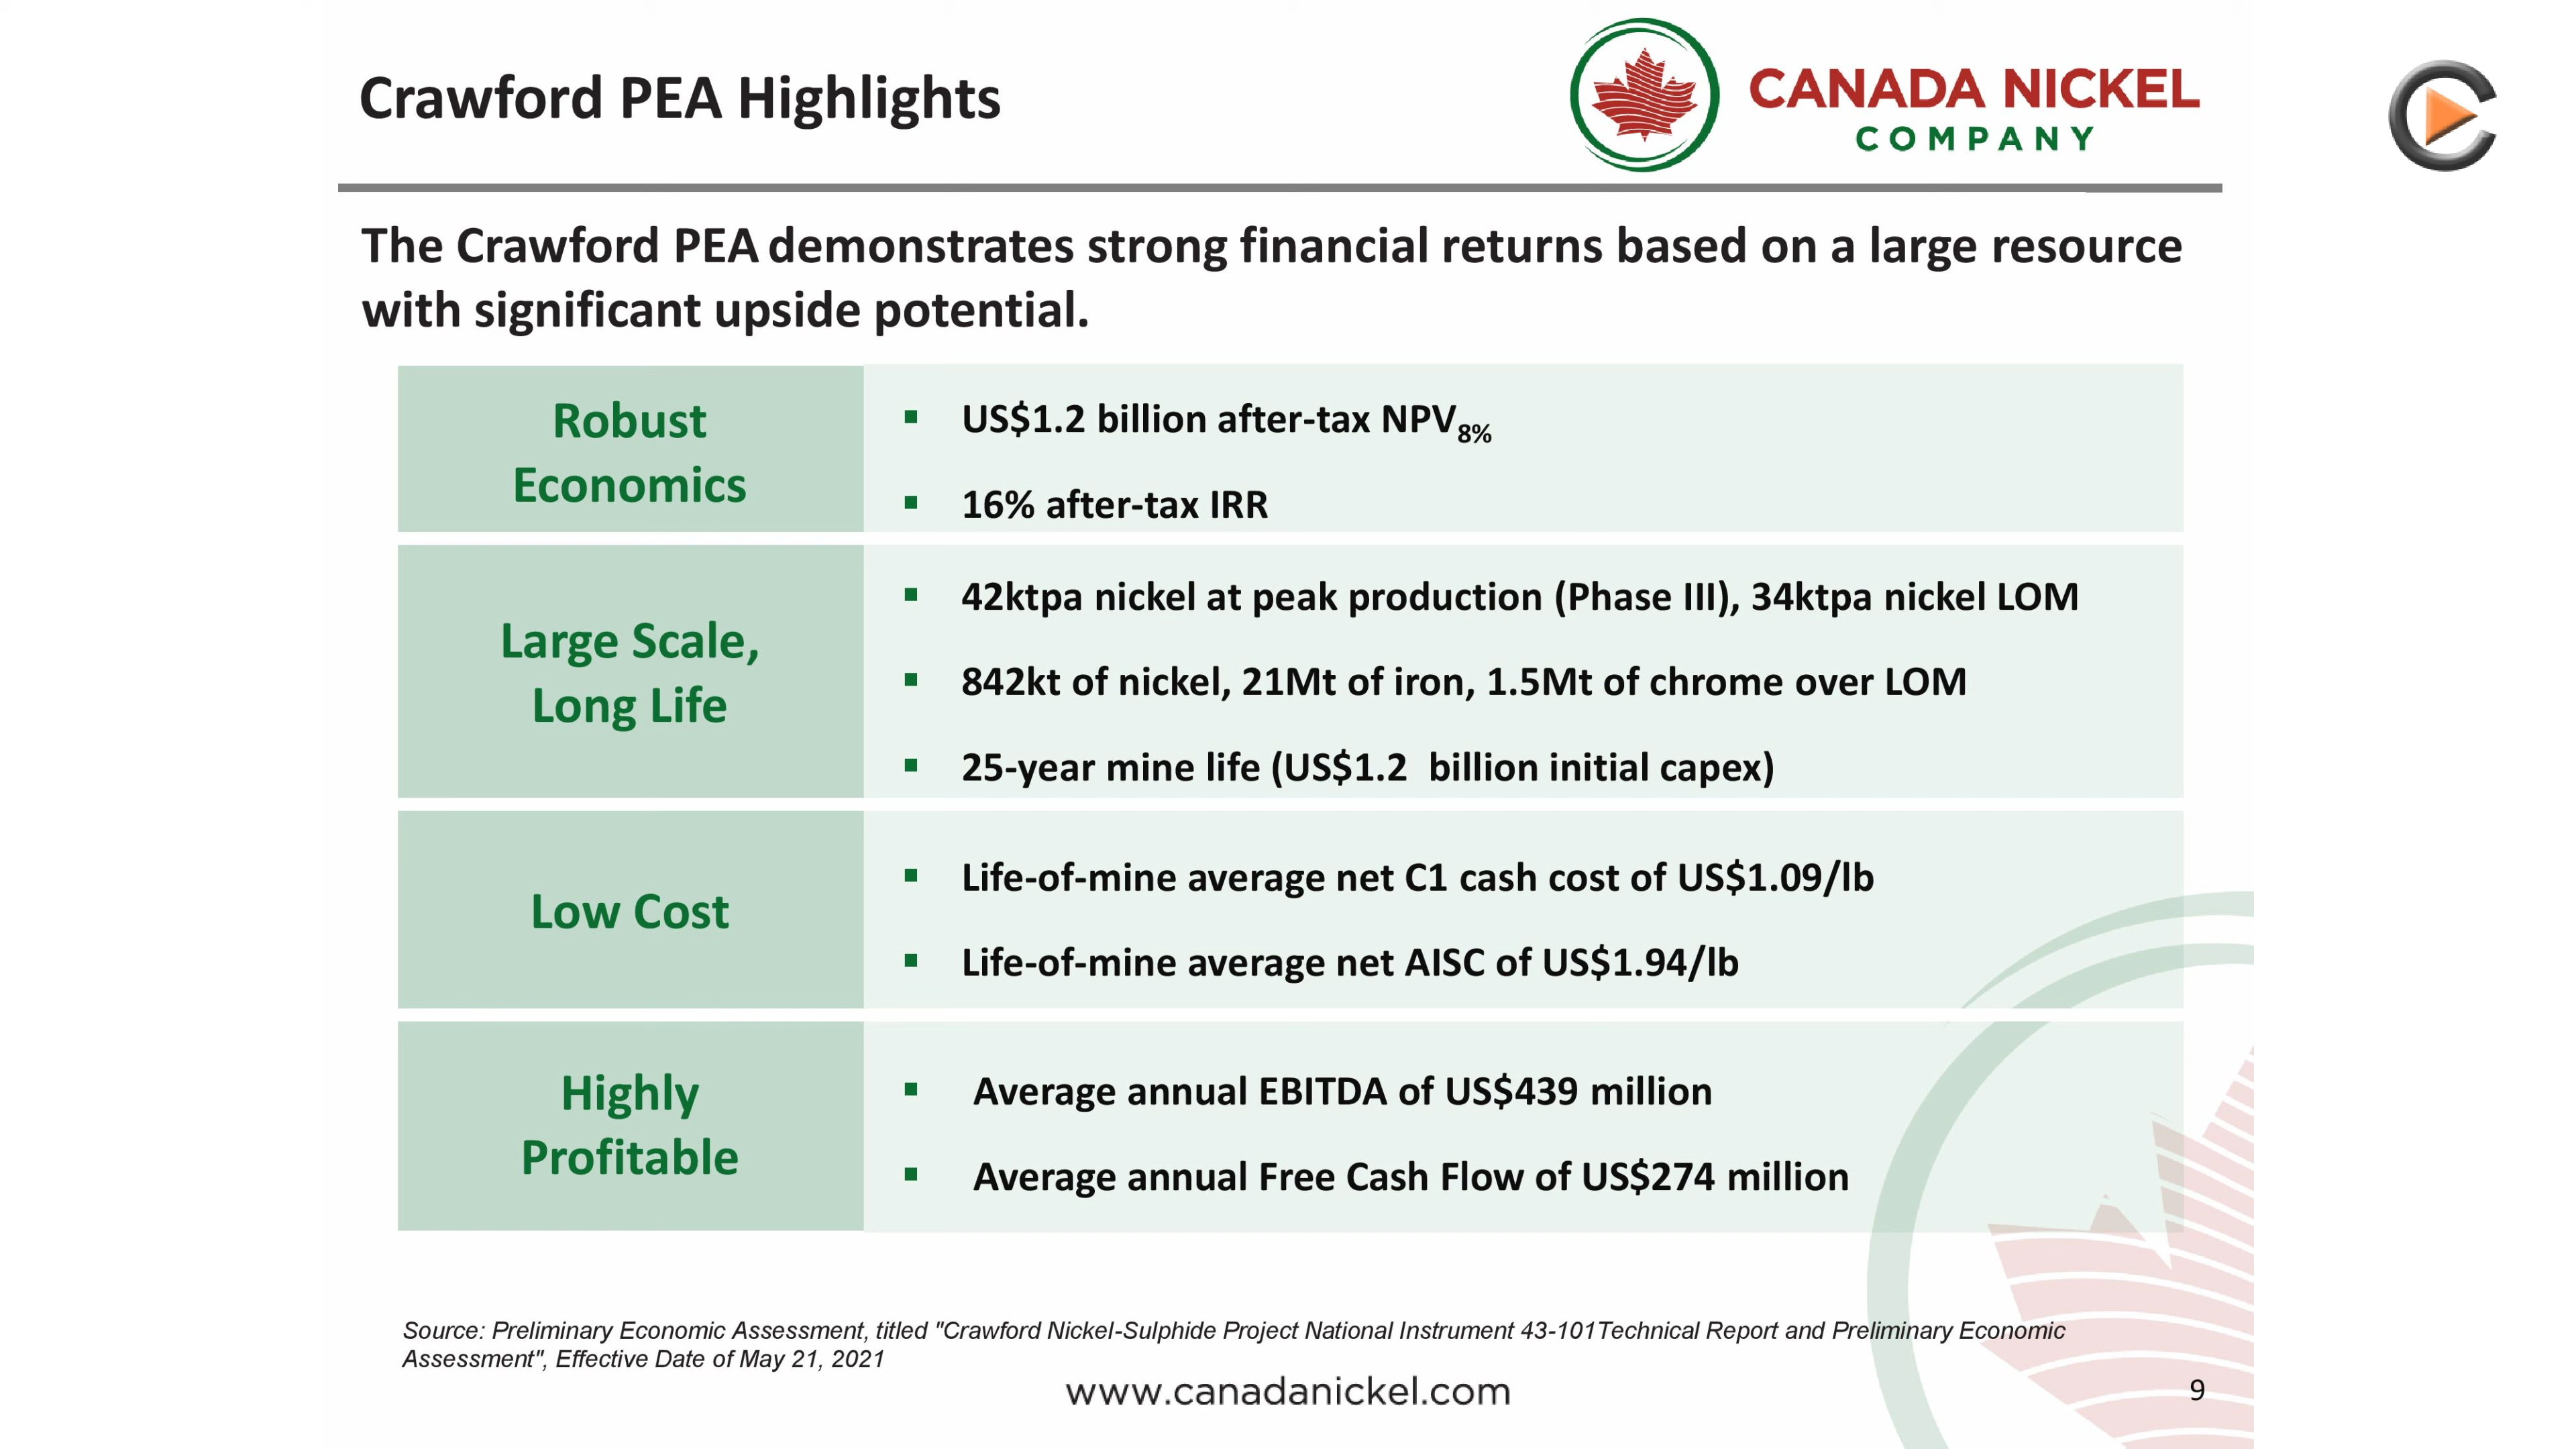 Crawford PEA Highlights
CANADA NICKEL
COMPANY
The Crawford PEA demonstrates strong financial returns based on a large resource
with significant upside potential.
Robust
Economics
▪ US$1.2 billion after-tax NPV8%
▪ 16% after-tax IRR
Large Scale,
Long Life
▪ 42ktpa nickel at peak production (Phase III), 34ktpa nickel LOM
▪ 842kt of nickel, 21Mt of iron, 1.5Mt of chrome over LOM
▪ 25-year mine life (US$1.2 billion initial capex)
Low Cost
▪ Life-of-mine average net C1 cash cost of US$1.09/lb
▪ Life-of-mine average net AISC of US$1.94/lb
Highly
Profitable
▪ Average annual EBITDA of US$439 million
▪ Average annual Free Cash Flow of US$274 million
Source: Preliminary Economic Assessment, titled "Crawford Nickel-Sulphide Project National Instrument 43-101Technical Report and Preliminary Economic
Assessment", Effective Date of May 21, 2021
www.canadanickel.com
9